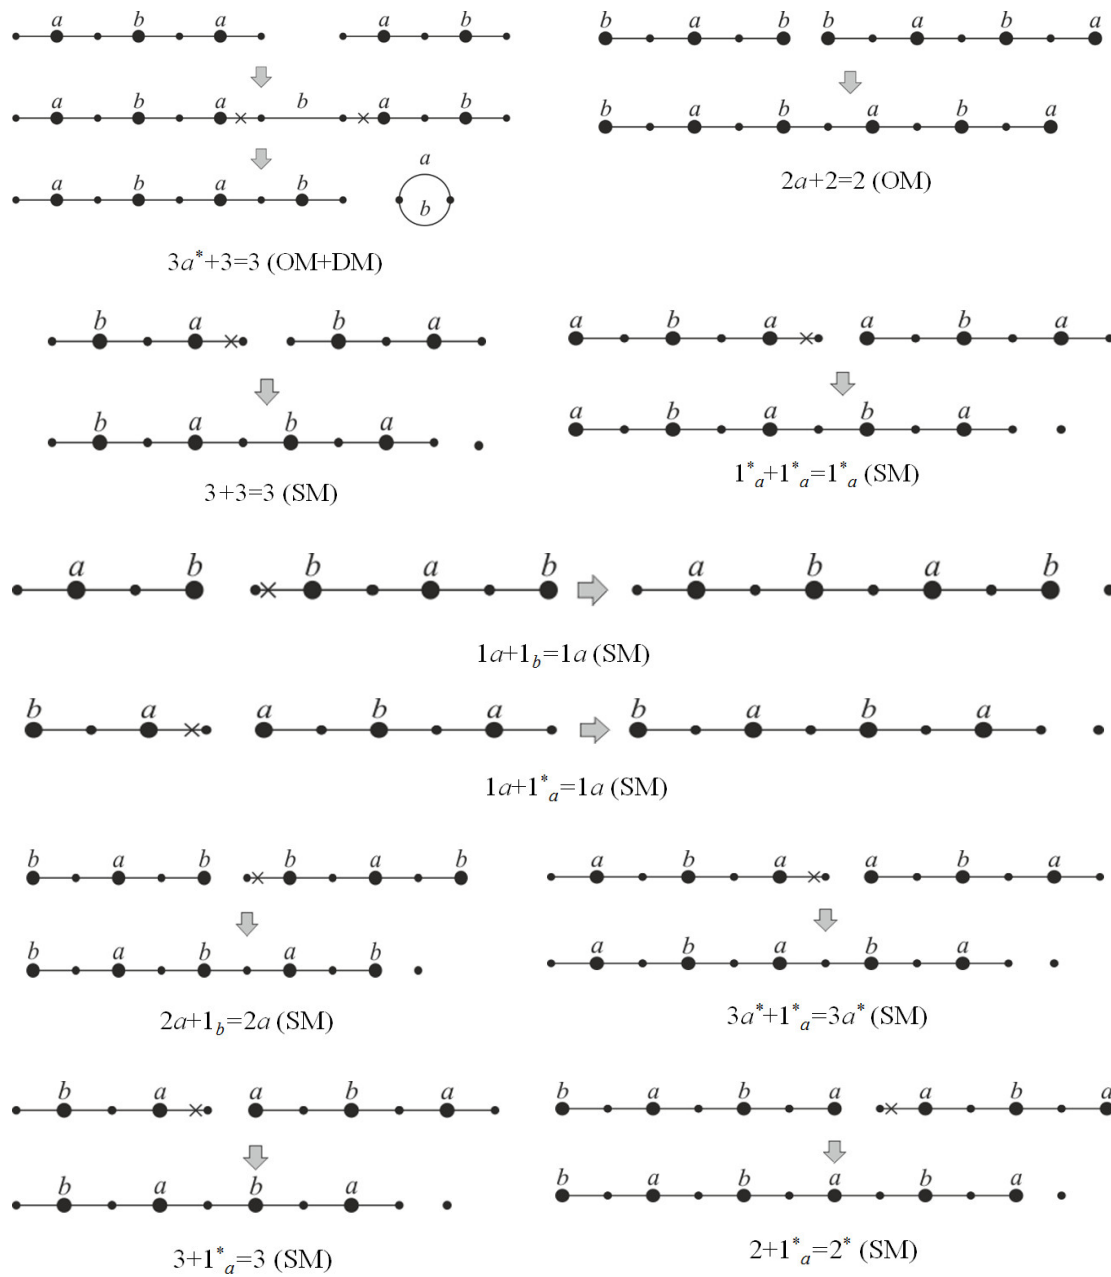 a b a a b
a b a b a b
a b a b a
b
3a*+3=3 (OM+DM)
b a b b a b a
b a b a b a
2a+2=2 (OM)
b a b a
b a b a
3+3=3 (SM)
a b a a b a
a b a b a
1*a+1*a=1*a (SM)
a b b a b a b a b
1a+1b=1a (SM)
b a a b a b a b a
1a+1*a=1a (SM)
b a b b a b
b a b a b
2a+1b=2a (SM)
a b a a b a
a b a b a
3a*+1*a=3a* (SM)
b a a b a
b a b a
3+1*a=3 (SM)
b a b a a b a
b a b a b a
2+1*a=2* (SM)